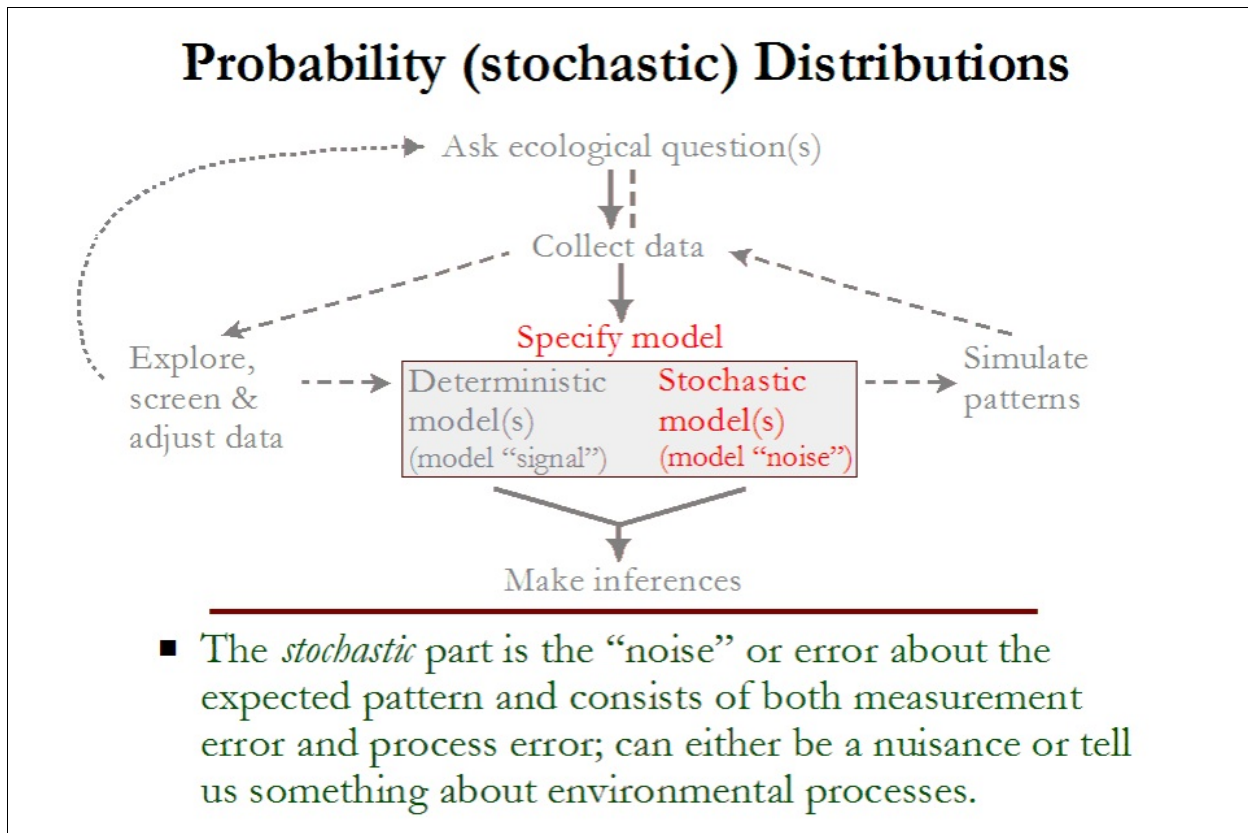 Probability (stochastic) Distributions
Ask ecological question(s)
Collect data
Specify model
Explore,
screen &
adjust data
Deterministic
model(s)
(model “signal”)
Stochastic
model(s)
(model “noise”)
Simulate
patterns
Make inferences
■ The stochastic part is the “noise” or error about the
expected pattern and consists of both measurement
error and process error; can either be a nuisance or tell
us something about environmental processes.